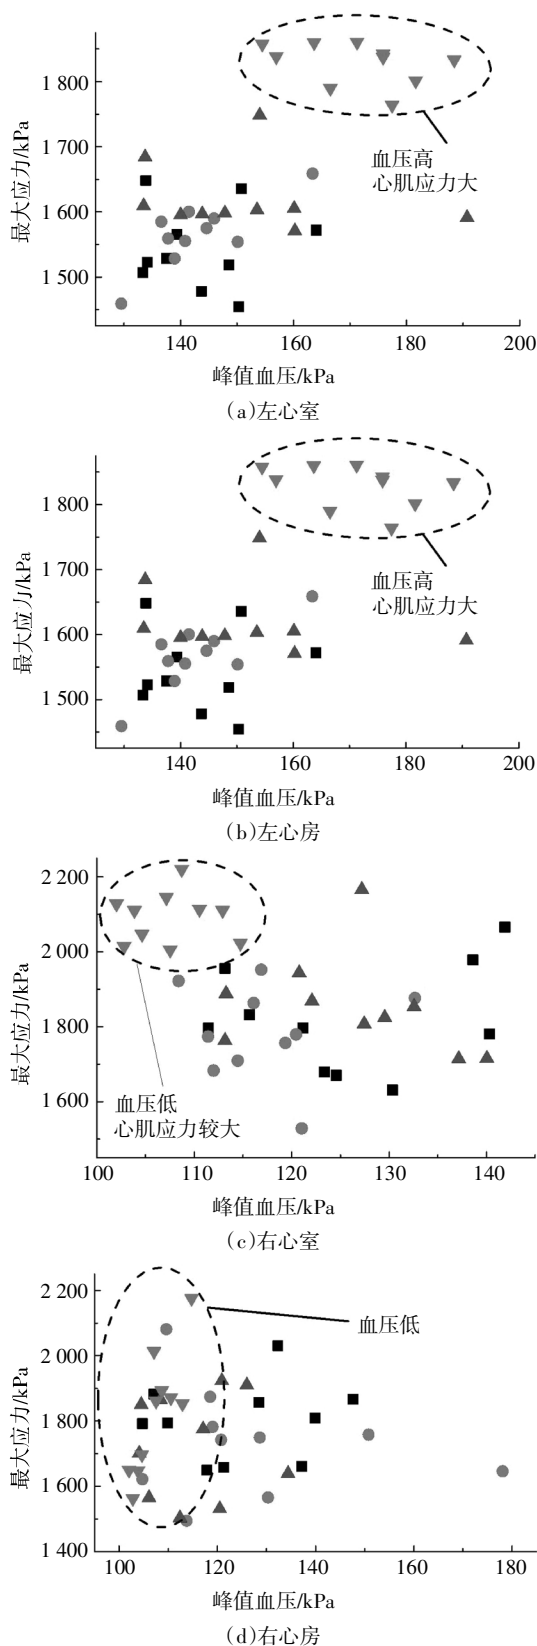 1 800
1 700
1 600
1 500
最大应力/kPa
血压高
心肌应力大
140 160 180 200
峰值血压/kPa
(a)左心室
1 800
1 700
1 600
1 500
最大应力/kPa
血压高
心肌应力大
140 160 180 200
峰值血压/kPa
(b)左心房
2 200
2 000
1 800
1 600
最大应力/kPa
血压低
心肌应力较大
100 110 120 130 140
峰值血压/kPa
(c)右心室
2 200
2 000
1 800
1 600
1 400
最大应力/kPa
血压低
100 120 140 160 180
峰值血压/kPa
(d)右心房